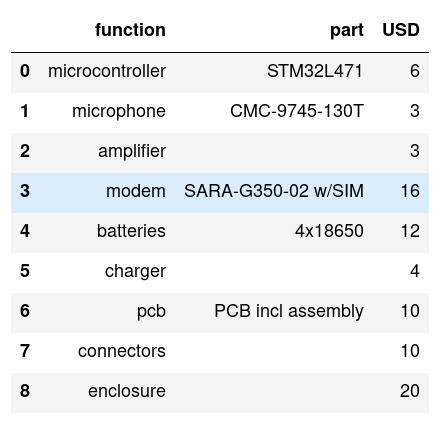 function part USD
0 microcontroller STM32L471 6
1 microphone CMC-9745-130T 3
2 amplifier 3
3 modem SARA-G350-02 w/SIM 16
4 batteries 4x18650 12
5 charger 4
6 pcb PCB incl assembly 10
7 connectors 10
8 enclosure 20